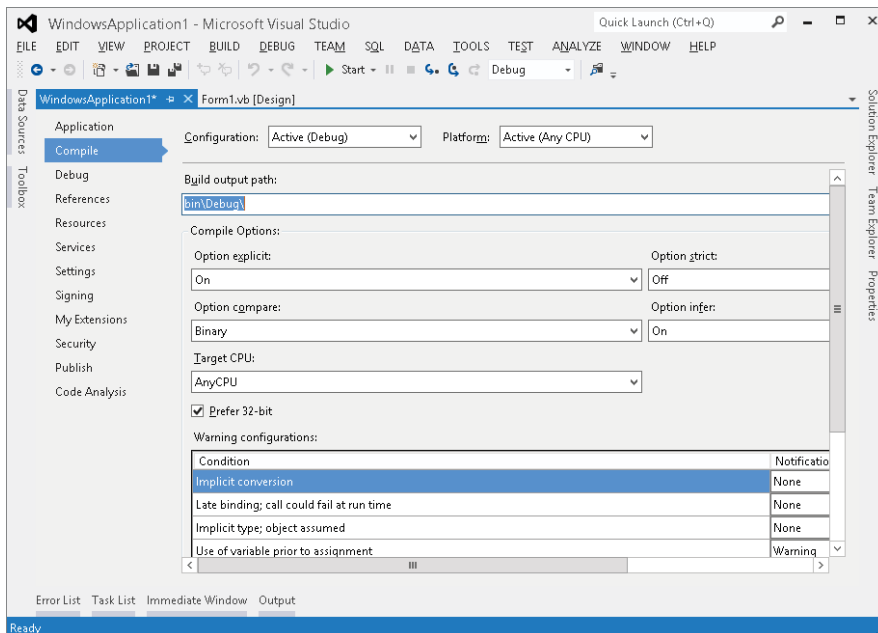 WindowsApplication1 - Microsoft Visual Studio
Quick Launch (Ctrl+Q)
FILE EDIT VIEW PROJECT BUILD DEBUG TEAM SQL DATA TOOLS TEST ANALYZE WINDOW HELP
Start Debug
WindowsApplication1* Form1.vb [Design]
Data Sources
Toolbox
Application
Compile
Debug
References
Resources
Services
Settings
Signing
My Extensions
Security
Publish
Code Analysis
Configuration: Active (Debug) Platform: Active (Any CPU)
Build output path:
bin\Debug\
Compile Options:
Option explicit: Option strict:
On Off
Option compare: Option infer:
Binary On
Target CPU:
AnyCPU
Prefer 32-bit
Warning configurations:
Condition Notificatio
Implicit conversion None
Late binding; call could fail at run time None
Implicit type; object assumed None
Use of variable prior to assignment Warning
Solution Explorer
Team Explorer
Properties
Error List Task List Immediate Window Output
Ready